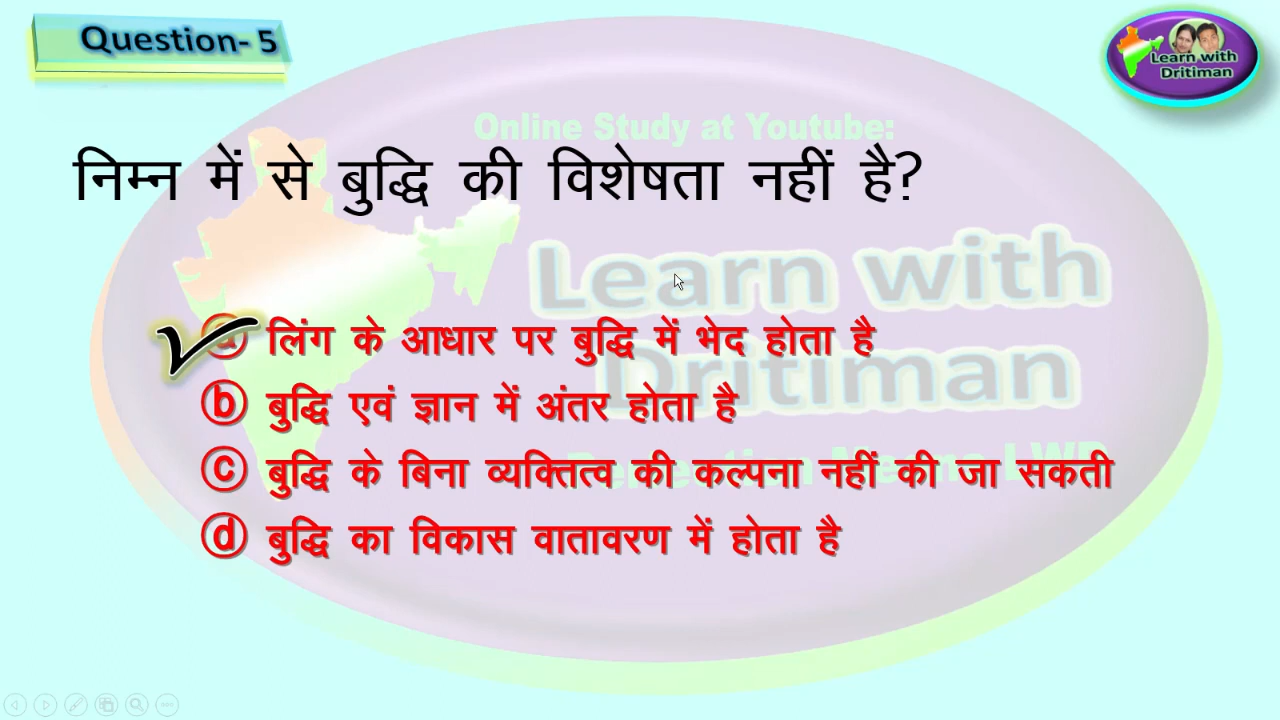 Question- 5
Learn with
Dritiman
Online Study at Youtube:
निम्न में से बुद्धि की विशेषता नहीं है?
Learn with
Dritiman
ⓐ लिंग के आधार पर बुद्धि में भेद होता है
ⓑ बुद्धि एवं ज्ञान में अंतर होता है
ⓒ बुद्धि के बिना व्यक्तित्व की कल्पना नहीं की जा सकती
ⓓ बुद्धि का विकास वातावरण में होता है